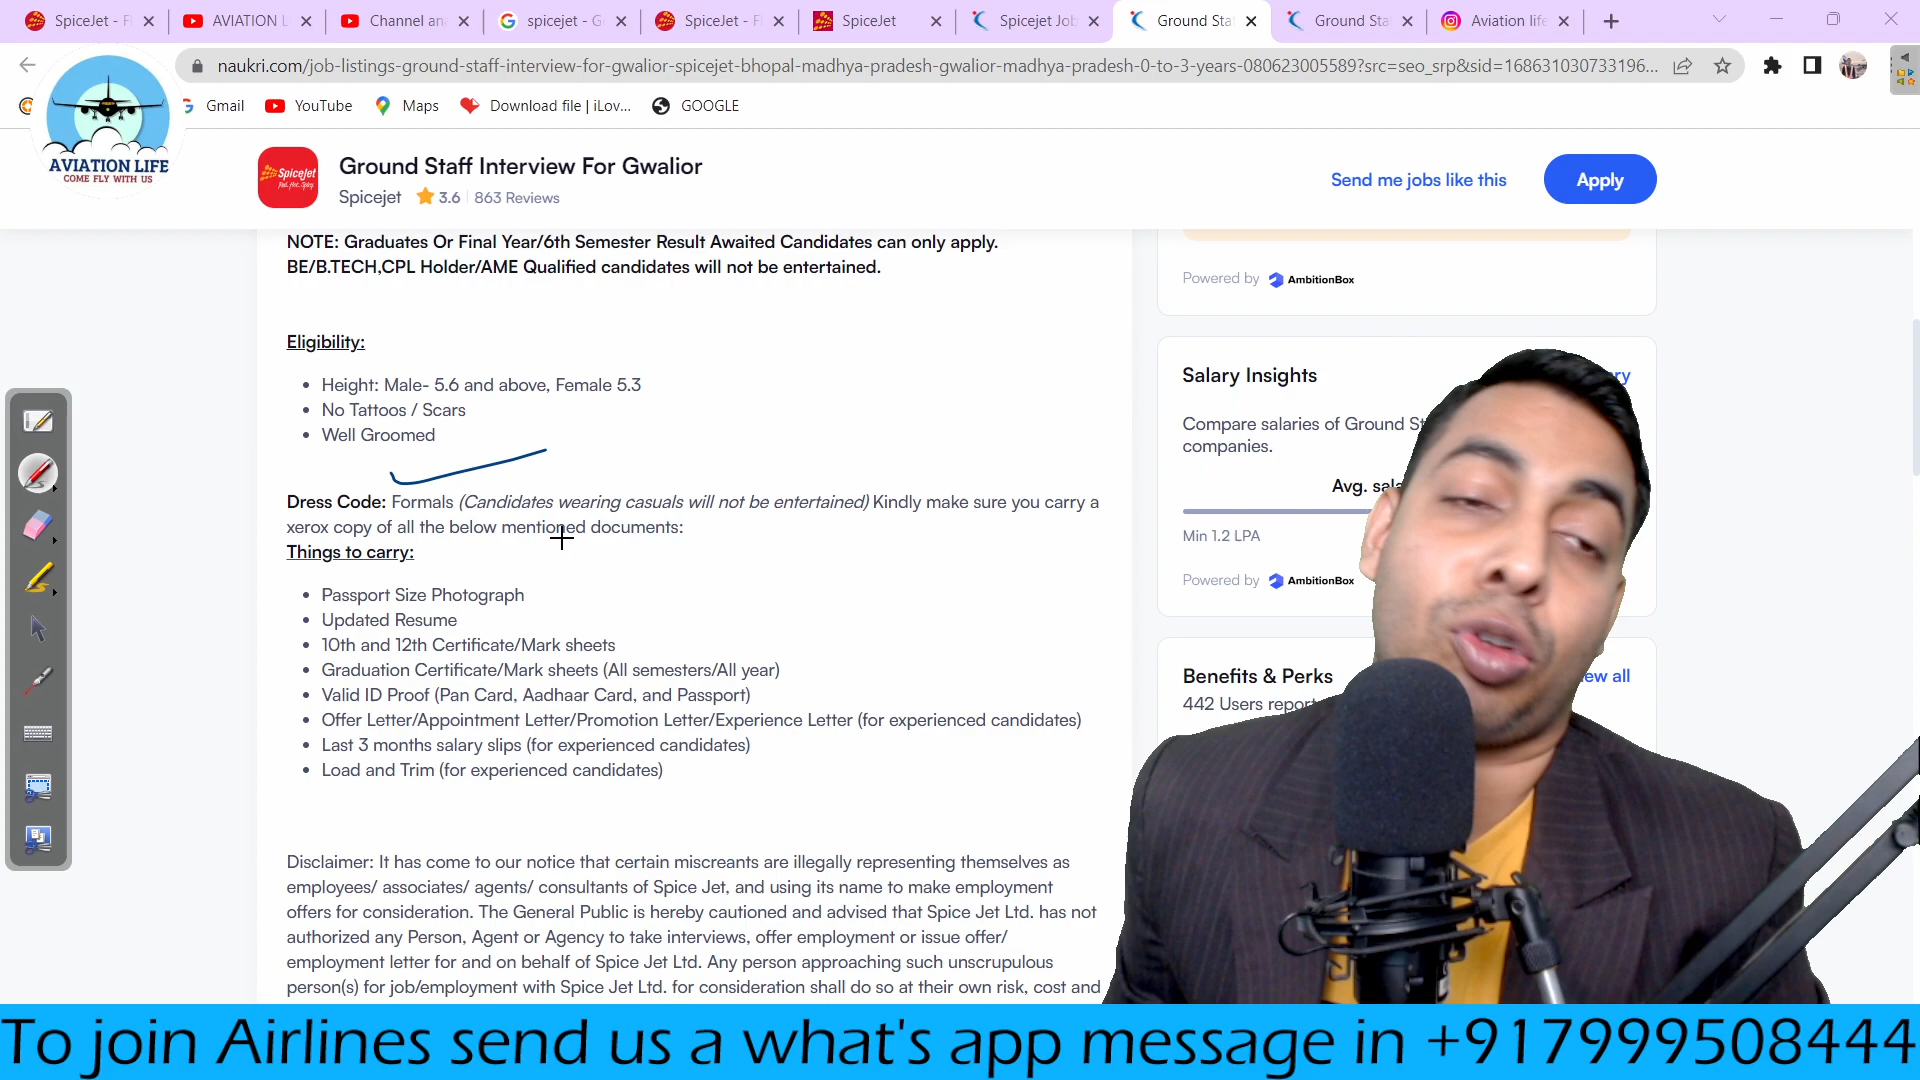 SpiceJet - Fl
AVIATION L
Channel an
spicejet - G
SpiceJet - Fl
SpiceJet
Spicejet Job
Ground Sta
Ground Sta
Aviation life
naukri.com/job-listings-ground-staff-interview-for-gwalior-spicejet-bhopal-madhya-pradesh-gwalior-madhya-pradesh-0-to-3-years-080623005589?src=seo_srp&sid=168631030733196...
Gmail
YouTube
Maps
Download file | iLov...
GOOGLE
AVIATION LIFE
COME FLY WITH US
SpiceJet
Red. Hot. Spicy.
Ground Staff Interview For Gwalior
Spicejet 3.6 863 Reviews
Send me jobs like this
Apply
NOTE: Graduates Or Final Year/6th Semester Result Awaited Candidates can only apply.
BE/B.TECH,CPL Holder/AME Qualified candidates will not be entertained.
Eligibility:
Height: Male- 5.6 and above, Female 5.3
No Tattoos / Scars
Well Groomed
Dress Code: Formals (Candidates wearing casuals will not be entertained) Kindly make sure you carry a
xerox copy of all the below mentioned documents:
Things to carry:
Passport Size Photograph
Updated Resume
10th and 12th Certificate/Mark sheets
Graduation Certificate/Mark sheets (All semesters/All year)
Valid ID Proof (Pan Card, Aadhaar Card, and Passport)
Offer Letter/Appointment Letter/Promotion Letter/Experience Letter (for experienced candidates)
Last 3 months salary slips (for experienced candidates)
Load and Trim (for experienced candidates)
Disclaimer: It has come to our notice that certain miscreants are illegally representing themselves as
employees/ associates/ agents/ consultants of Spice Jet, and using its name to make employment
offers for consideration. The General Public is hereby cautioned and advised that Spice Jet Ltd. has not
authorized any Person, Agent or Agency to take interviews, offer employment or issue offer/
employment letter for and on behalf of Spice Jet Ltd. Any person approaching such unscrupulous
person(s) for job/employment with Spice Jet Ltd. for consideration shall do so at their own risk, cost and
Powered by AmbitionBox
Salary Insights
Compare salaries of Ground St
companies.
Avg. sala
Min 1.2 LPA
Powered by AmbitionBox
Benefits & Perks
ew all
442 Users report
To join Airlines send us a what's app message in +917999508444